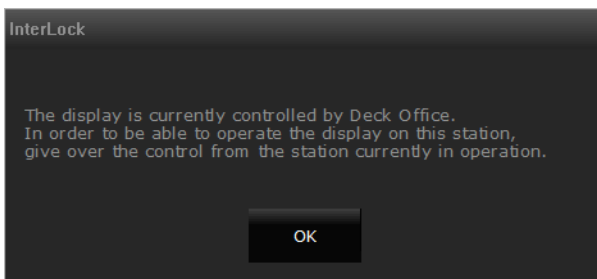 InterLock
The display is currently controlled by Deck Office.
In order to be able to operate the display on this station,
give over the control from the station currently in operation.
OK